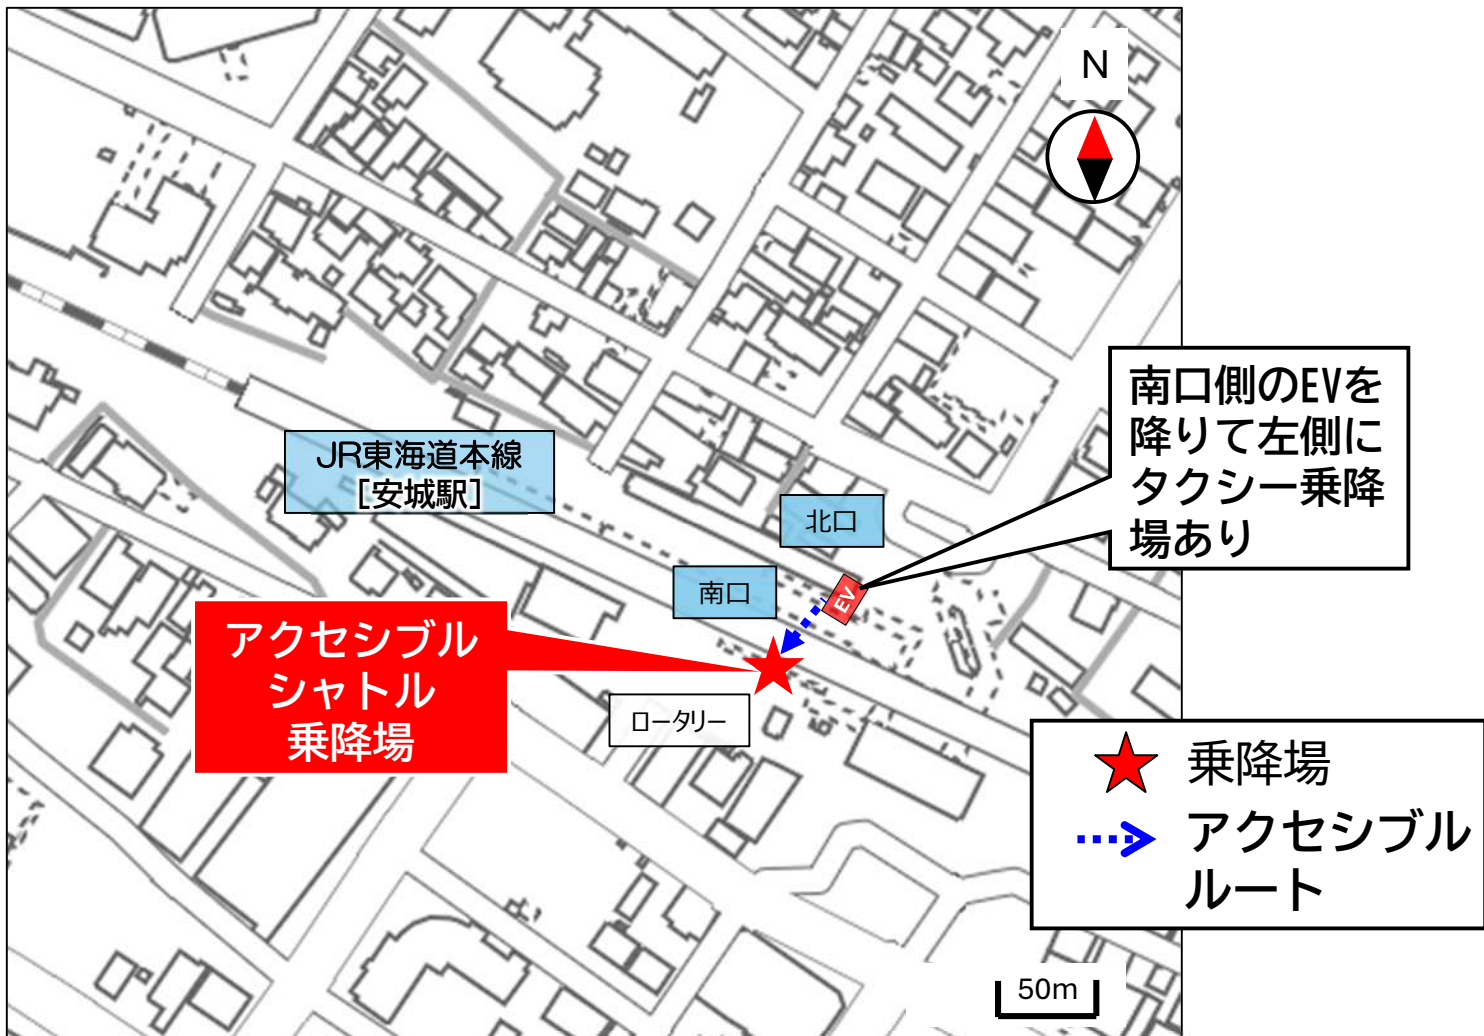 N
南口側のEVを
降りて左側に
タクシー乗降
場あり
JR東海道本線
[安城駅]
北口
南口
EV
アクセシブル
シャトル
乗降場
ロータリー
乗降場
アクセシブル
ルート
50m